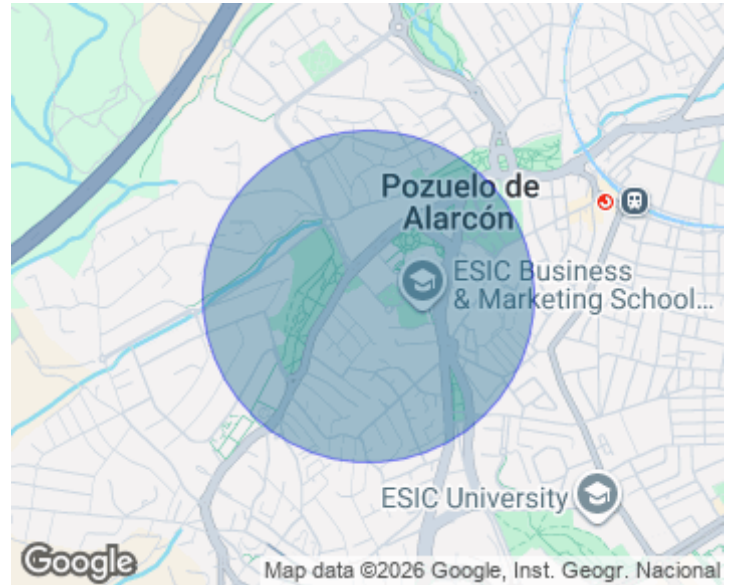 Pozuelo de
Alarcón
ESIC Business
& Marketing School...
ESIC University
Google
Map data ©2026 Google, Inst. Geogr. Nacional